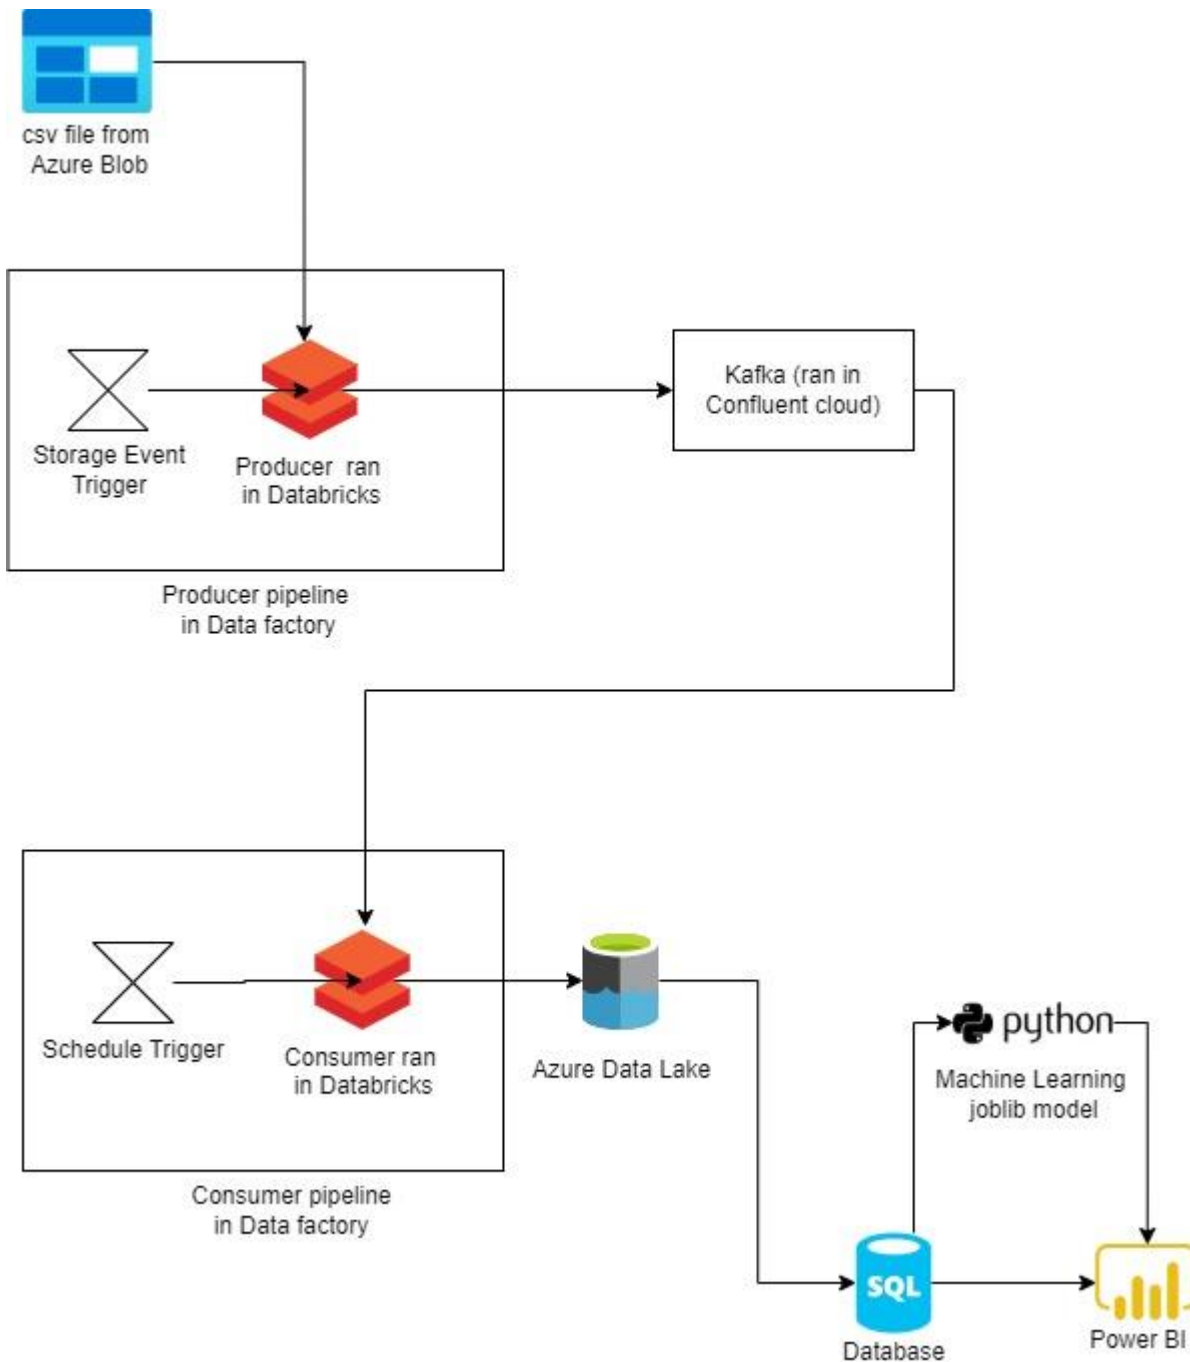 csv file from
Azure Blob
Storage Event
Trigger
Producer ran
in Databricks
Kafka (ran in
Confluent cloud)
Producer pipeline
in Data factory
Schedule Trigger
Consumer ran
in Databricks
Azure Data Lake
python
Machine Learning
joblib model
Consumer pipeline
in Data factory
SQL
Database
Power BI